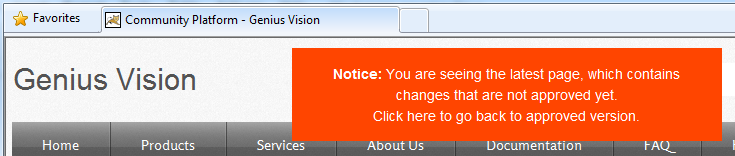 Favorites
Community Platform - Genius Vision
Genius Vision
Notice: You are seeing the latest page, which contains
changes that are not approved yet.
Click here to go back to approved version.
Home Products Services About Us Documentation FAQ